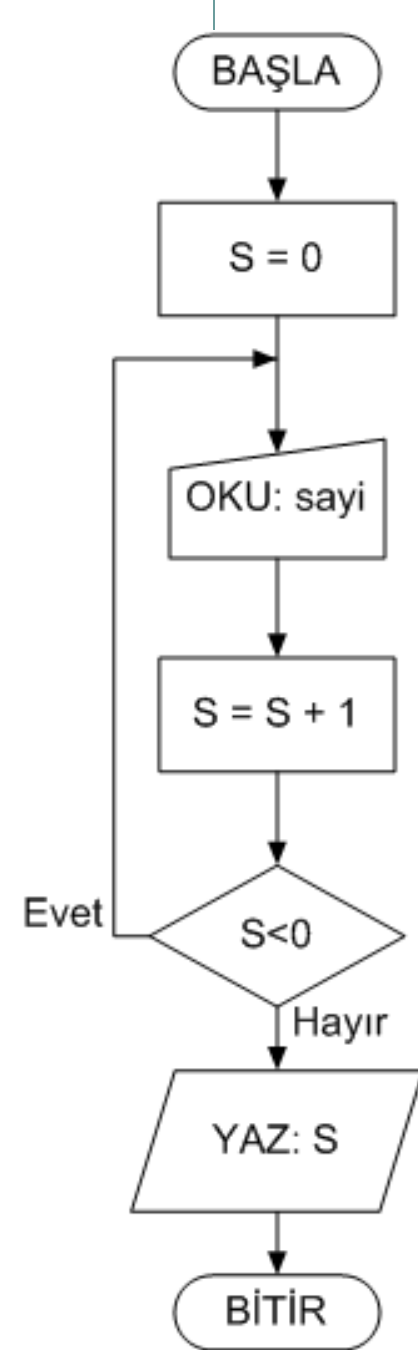 BAŞLA
S = 0
OKU: sayi
S = S + 1
S<0
Evet
Hayır
YAZ: S
BİTİR